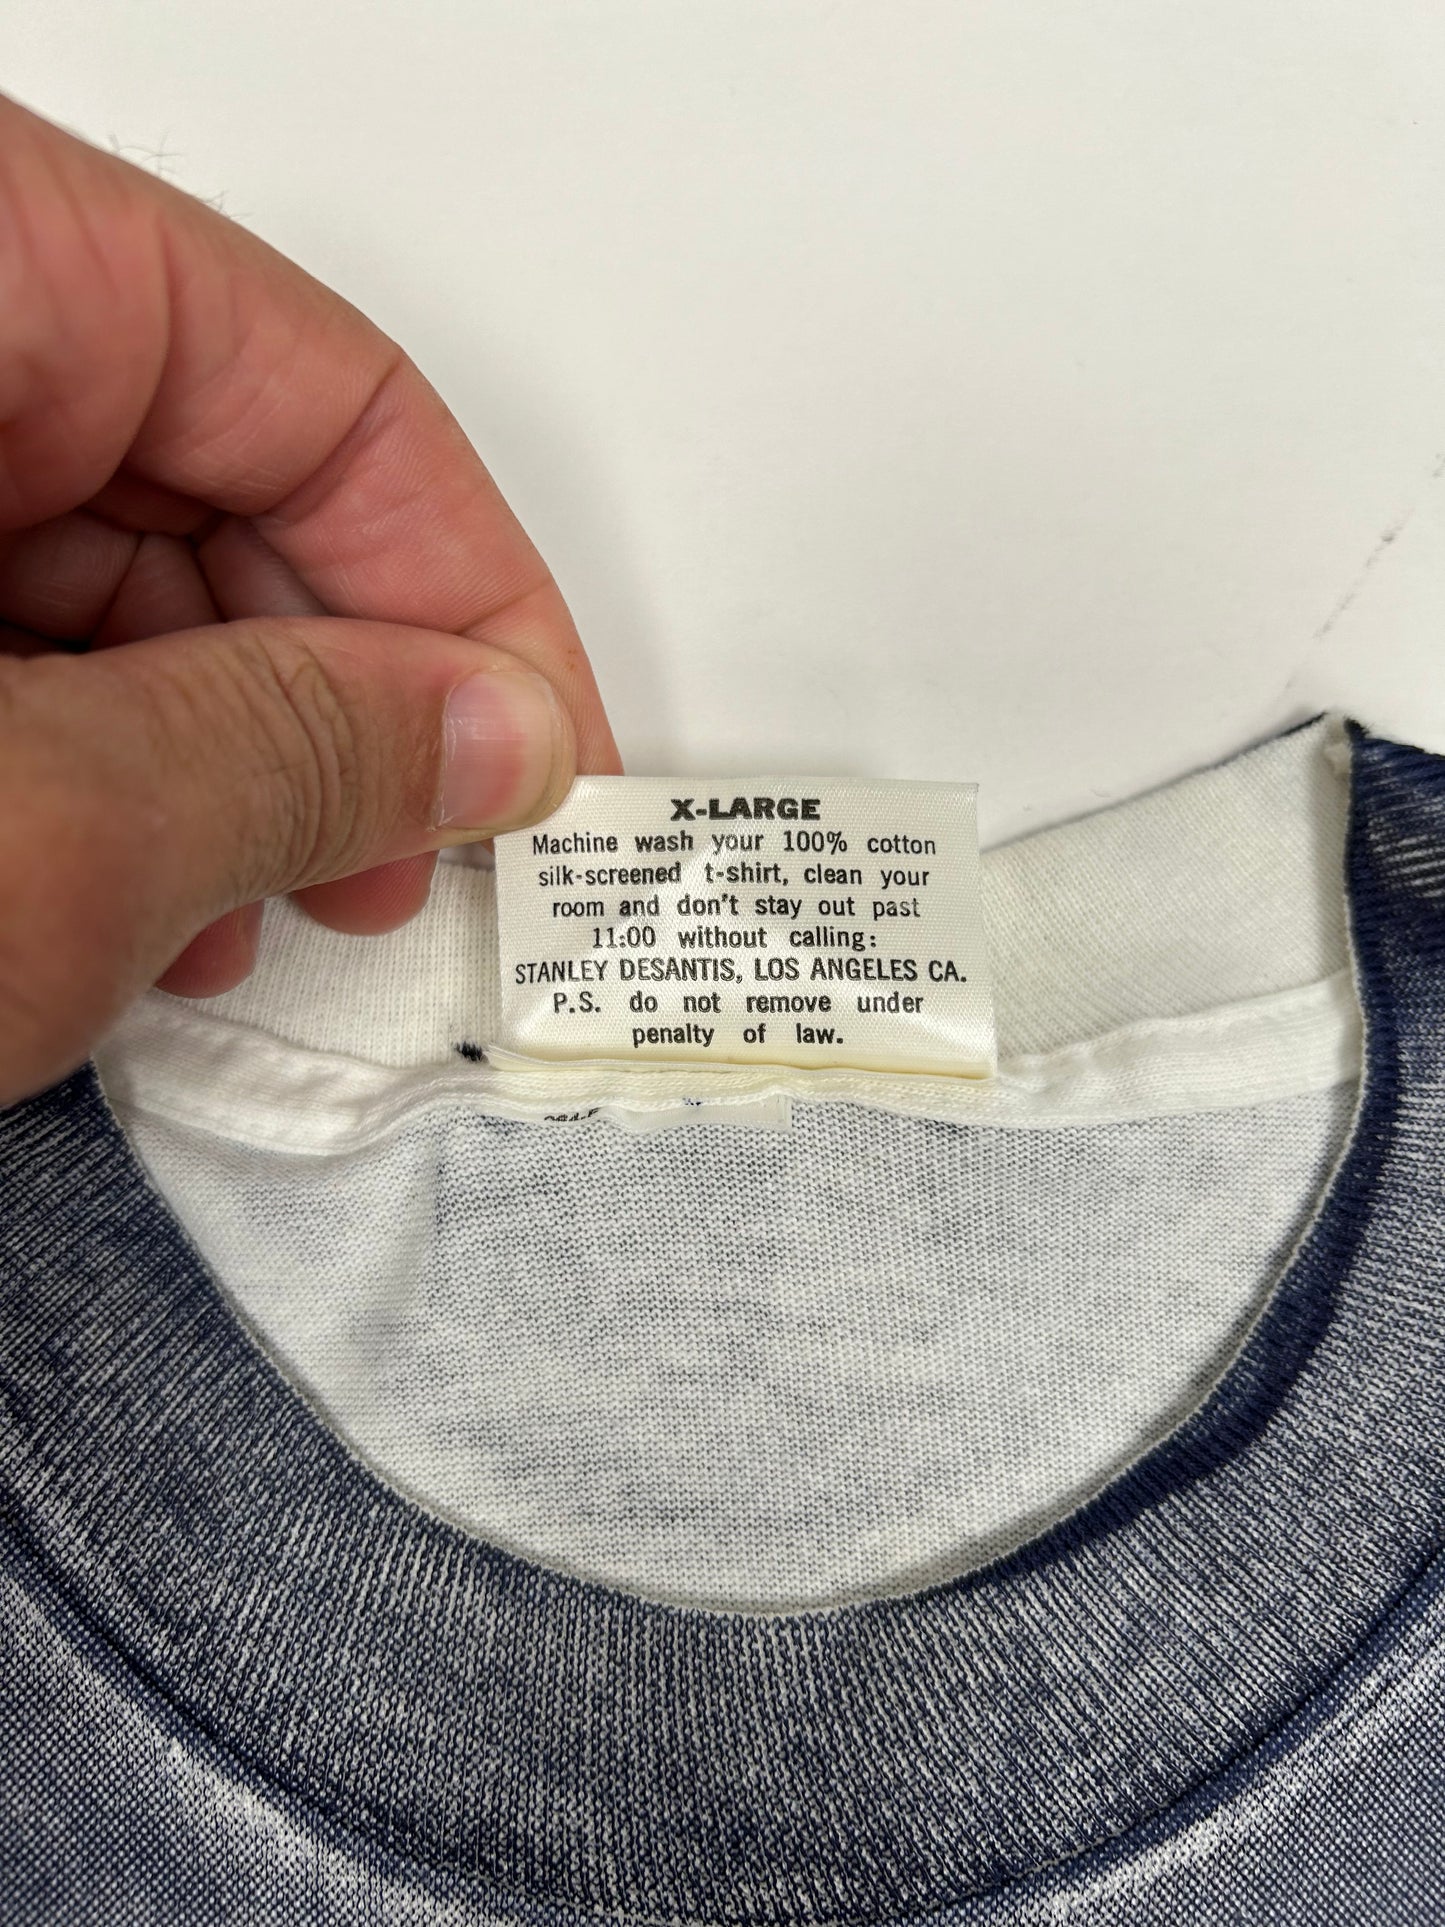 X-LARGE
Machine wash your 100% cotton
silk-screened t-shirt, clean your
room and don't stay out past
11:00 without calling:
STANLEY DESANTIS, LOS ANGELES CA.
P.S. do not remove under
penalty of law.